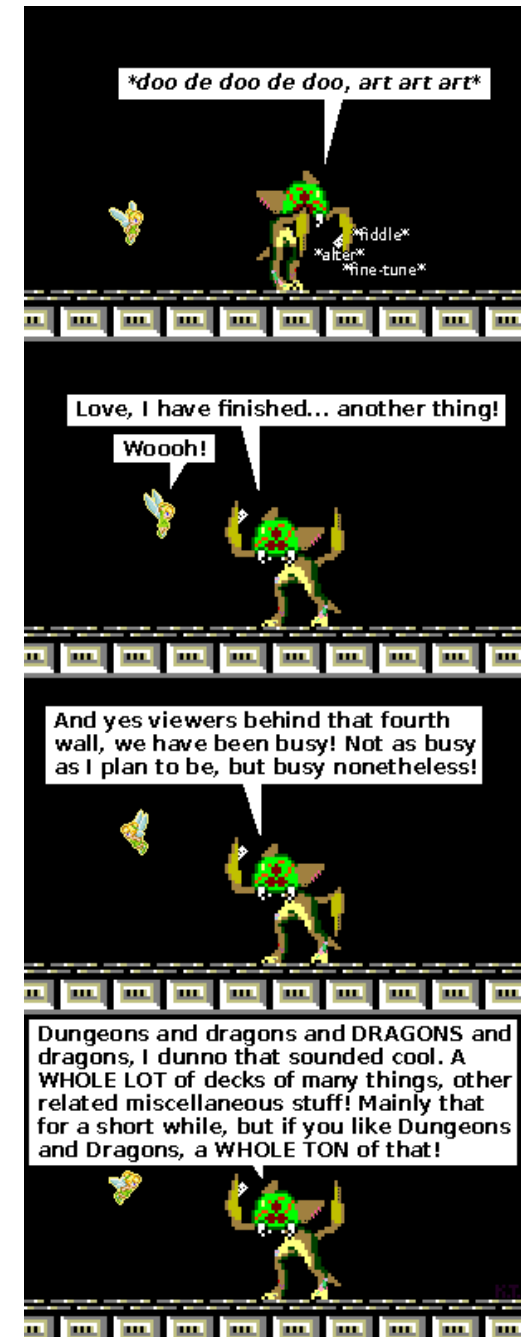 *doo de doo de doo, art art art*
*fiddle*
*alter*
*fine-tune*
Love, I have finished... another thing!
Woooh!
And yes viewers behind that fourth
wall, we have been busy! Not as busy
as I plan to be, but busy nonetheless!
Dungeons and dragons and DRAGONS and
dragons, I dunno that sounded cool. A
WHOLE LOT of decks of many things, other
related miscellaneous stuff! Mainly that
for a short while, but if you like Dungeons
and Dragons, a WHOLE TON of that!